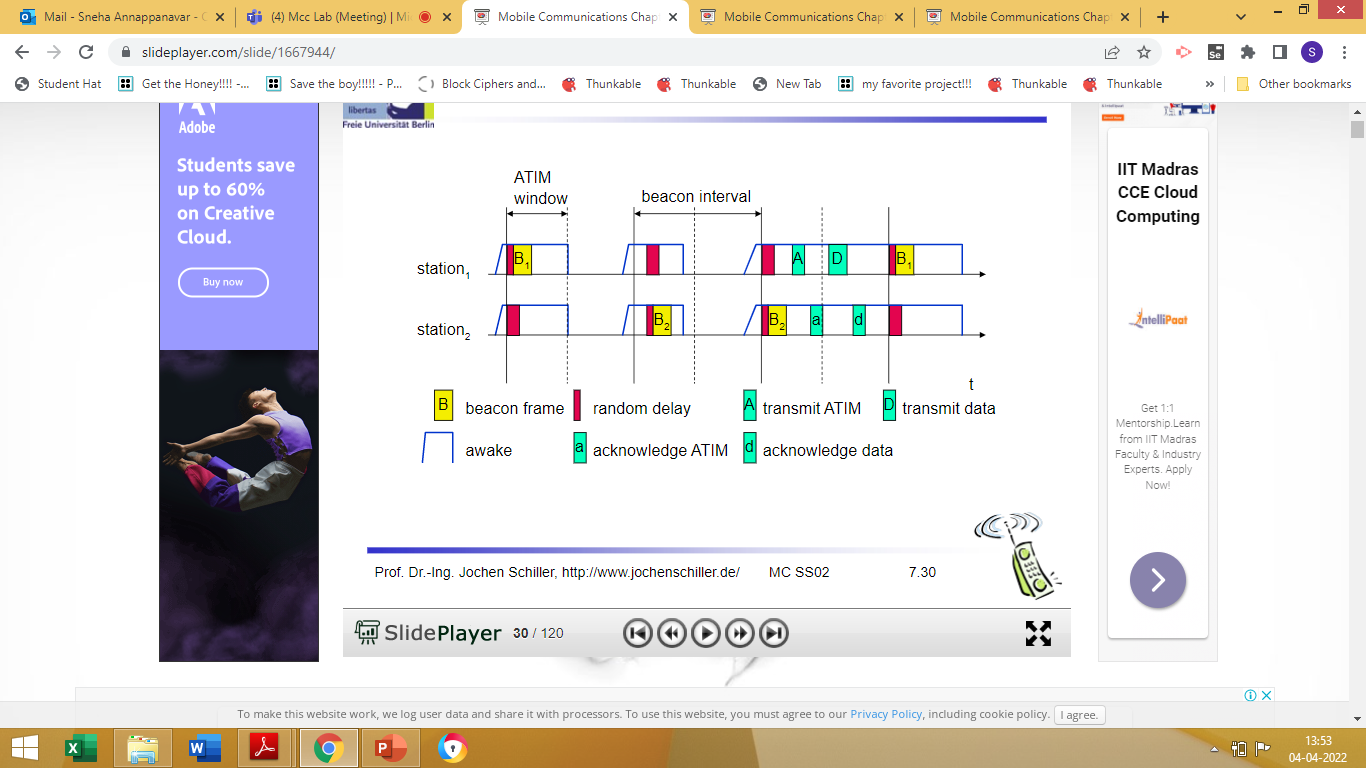 Mail - Sneha Annappanavar - O
(4) Mcc Lab (Meeting) | Mi
Mobile Communications Chap
Mobile Communications Chap
Mobile Communications Chap
slideplayer.com/slide/1667944/
Se
S
Student Hat
Get the Honey!!!! -...
Save the boy!!!!! - P...
Block Ciphers and...
Thunkable
Thunkable
New Tab
my favorite project!!!
Thunkable
Thunkable
»
Other bookmarks
Adobe
Students save
up to 60%
on Creative
Cloud.
Buy now
libertas
Freie Universität Berlin
ATIM
window
beacon interval
station1
B1
A
D
B1
station2
B2
B2
a
d
t
B beacon frame
random delay
A transmit ATIM
D transmit data
awake
a acknowledge ATIM
d acknowledge data
Prof. Dr.-Ing. Jochen Schiller, http://www.jochenschiller.de/
MC SS02
7.30
SlidePlayer
30 / 120
IIT Madras
CCE Cloud
Computing
intelliPaat
Get 1:1
Mentorship.Learn
from IIT Madras
Faculty & Industry
Experts. Apply
Now!
To make this website work, we log user data and share it with processors. To use this website, you must agree to our Privacy Policy, including cookie policy.
I agree.
13:53
04-04-2022